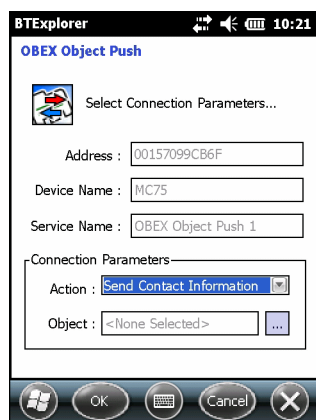 BTExplorer 10:21
OBEX Object Push
Select Connection Parameters...
Address : 00157099CB6F
Device Name : MC75
Service Name : OBEX Object Push 1
Connection Parameters
Action : Send Contact Information
Object : <None Selected> ...
OK Cancel